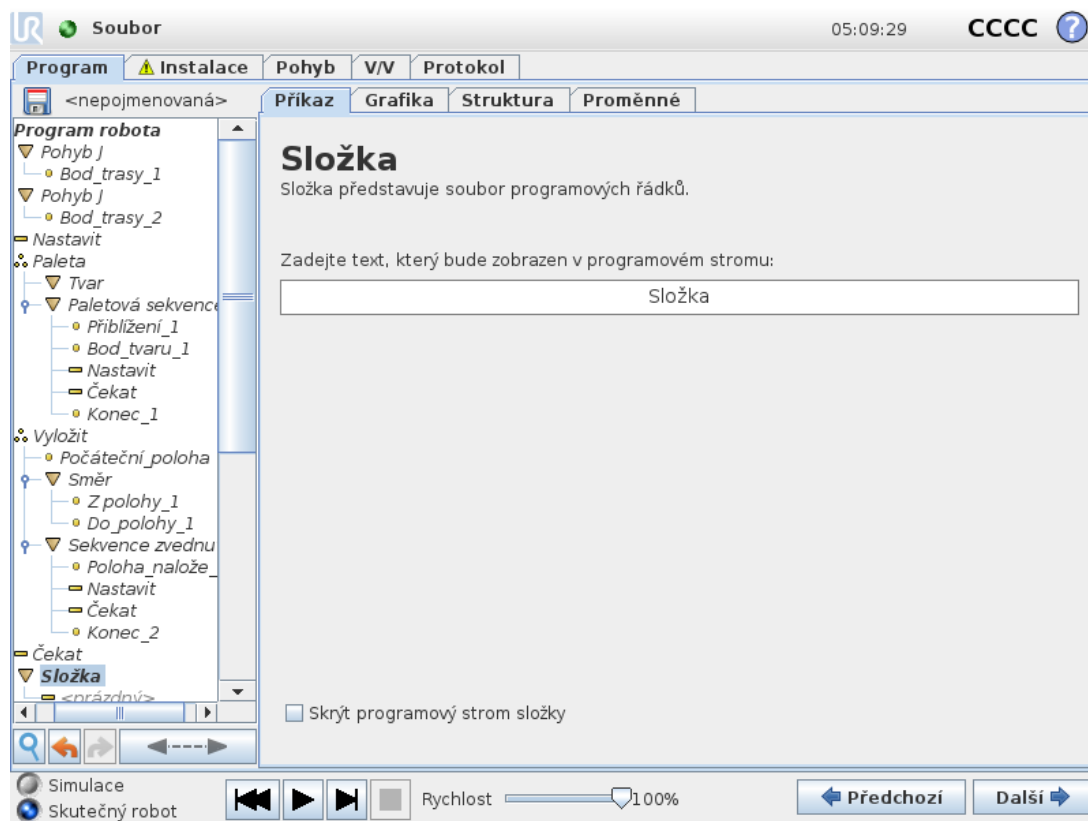 Soubor
05:09:29
CCCC
?
Program
Instalace
Pohyb
V/V
Protokol
<nepojmenovaná>
Příkaz
Grafika
Struktura
Proměnné
Program robota
Pohyb J
Bod_trasy_1
Pohyb J
Bod_trasy_2
Nastavit
Paleta
Tvar
Paletová sekvence
Přiblížení_1
Bod_tvaru_1
Nastavit
Čekat
Konec_1
Vyložit
Počáteční_poloha
Směr
Z polohy_1
Do_polohy_1
Sekvence zvednu
Poloha_nalože_
Nastavit
Čekat
Konec_2
Čekat
Složka
<prázdný>
Složka
Složka představuje soubor programových řádků.
Zadejte text, který bude zobrazen v programovém stromu:
Složka
Skrýt programový strom složky
Simulace
Skutečný robot
Rychlost
100%
Předchozí
Další